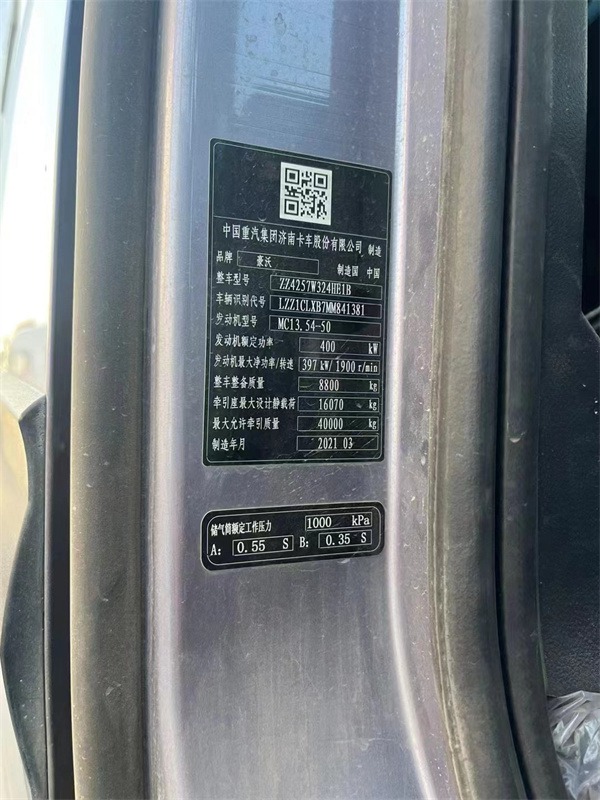 中国重汽集团济南卡车股份有限公司 制造
品牌 豪沃 制造国 中国
整车型号 ZZ4257W324HE1B
车辆识别代号 LZZ1CLXB7MM841381
发动机型号 MC13.54-50
发动机额定功率 400 kW
发动机最大净功率/转速 397 kW/ 1900 r/min
整车整备质量 8800 kg
牵引座最大设计静载荷 16070 kg
最大允许牵引质量 40000 kg
制造年月 2021 03
储气筒额定工作压力 1000 kPa
A: 0.55 S B: 0.35 S